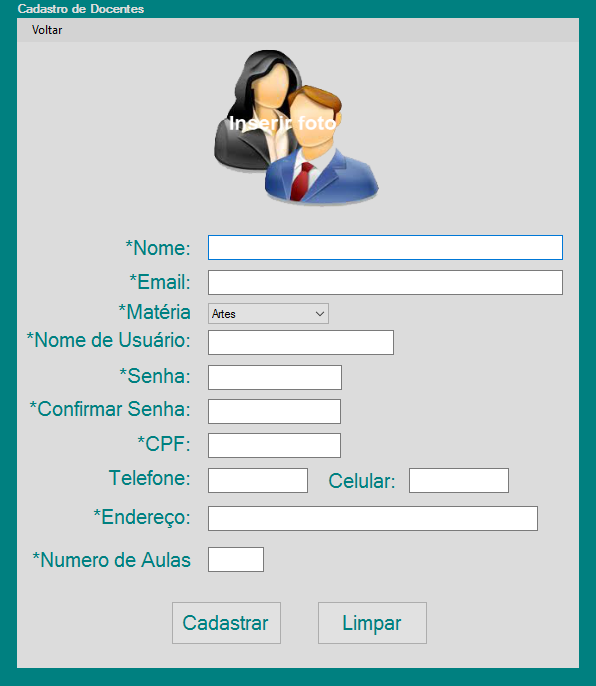 Cadastro de Docentes
Voltar
Inserir foto
*Nome:
*Email:
*Matéria Artes
*Nome de Usuário:
*Senha:
*Confirmar Senha:
*CPF:
Telefone: Celular:
*Endereço:
*Numero de Aulas
Cadastrar Limpar